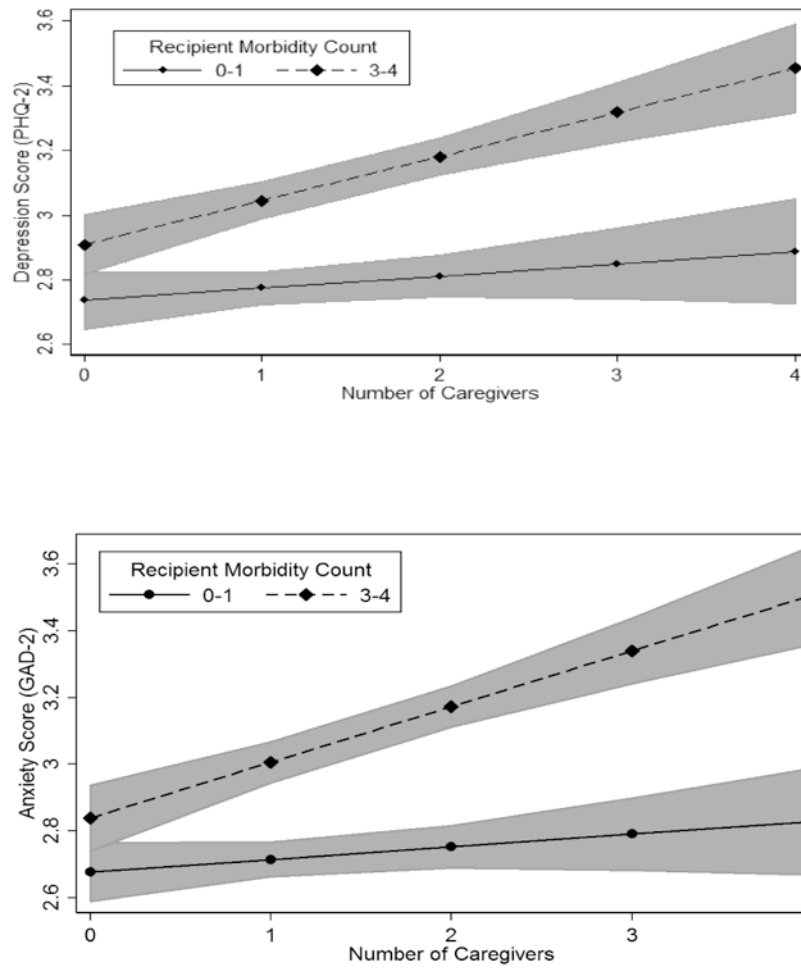 Depression Score (PHQ-2)
3.6
3.4
3.2
3
2.8
2.6
Recipient Morbidity Count
0-1 3-4
0 1 2 3 4
Number of Caregivers
Anxiety Score (GAD-2)
3.6
3.4
3.2
3
2.8
2.6
Recipient Morbidity Count
0-1 3-4
0 1 2 3
Number of Caregivers